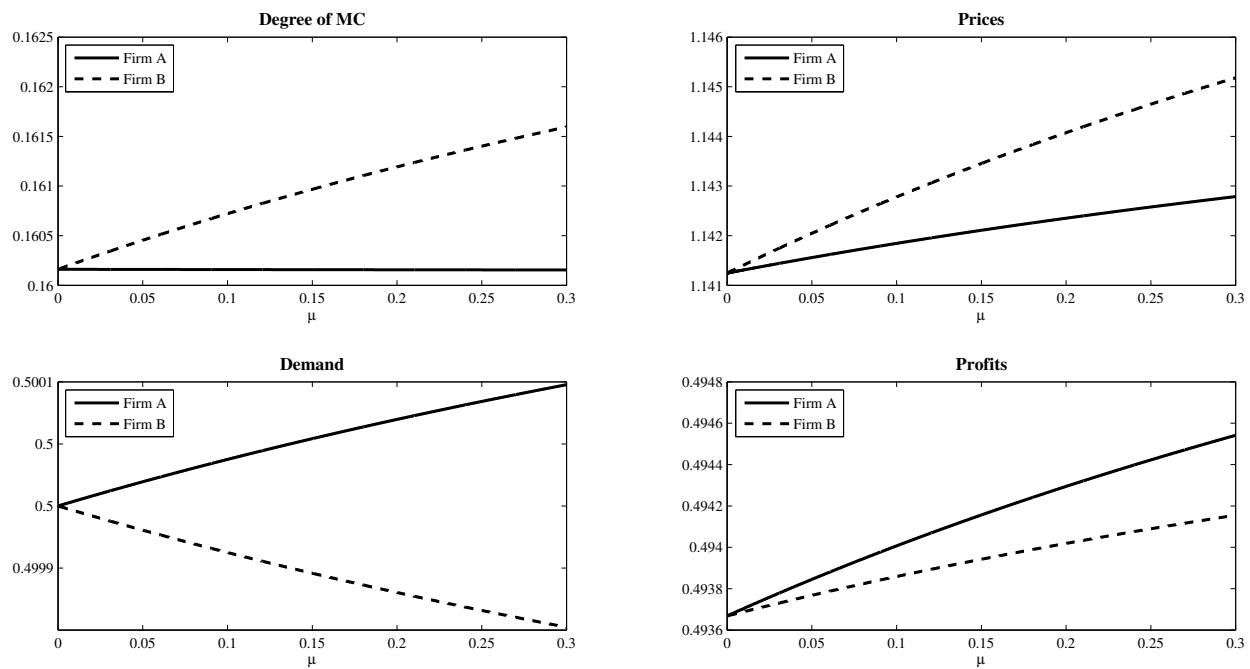 Degree of MC
0.1625
0.162
0.1615
0.161
0.1605
0.16
Firm A
Firm B
0 0.05 0.1 0.15 0.2 0.25 0.3
μ
Prices
1.146
1.145
1.144
1.143
1.142
1.141
Firm A
Firm B
0 0.05 0.1 0.15 0.2 0.25 0.3
μ
Demand
0.5001
0.5
0.5
0.4999
Firm A
Firm B
0 0.05 0.1 0.15 0.2 0.25 0.3
μ
Profits
0.4948
0.4946
0.4944
0.4942
0.494
0.4938
0.4936
Firm A
Firm B
0 0.05 0.1 0.15 0.2 0.25 0.3
μ